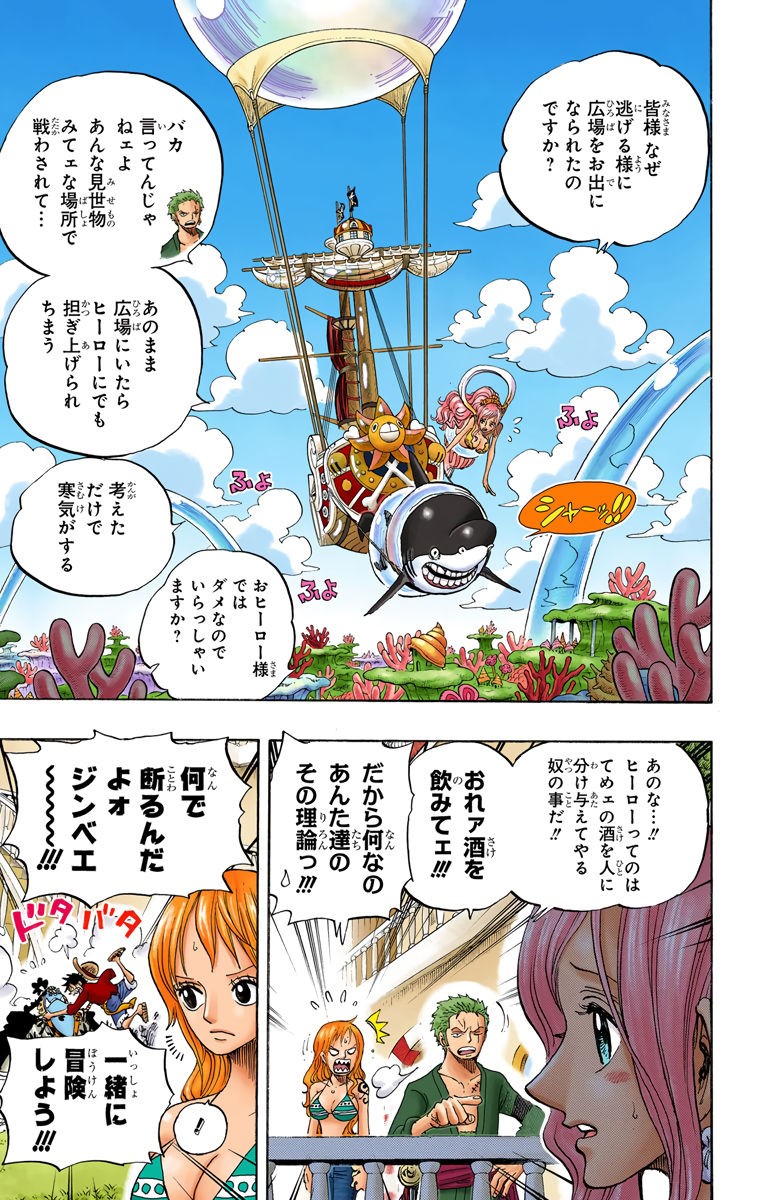 皆様 なぜ
逃げる様に
広場をお出に
なられたの
ですか?
バカ
言ってんじゃ
ねェよ
あんな見世物
みてェな場所で
戦わされて…
あのまま
広場にいたら
ヒーローにでも
担ぎ上げられ
ちまう
考えた
だけで
寒気がする
おヒーロー様
では
ダメなので
いらっしゃい
ますか?
ふよ
ふよ
ふよ
シャーッ!!
あのな…!!
ヒーローってのは
てめェの酒を人に
分け与えてやる
奴の事だ!!
おれァ酒を
飲みてェ!!!
だから何なの
あんた達の
その理論っ!!!
何で
断るんだ
よォ
ジンベエ
~~~~!!!
ドタバタ
一緒に
冒険
しよう!!!
!